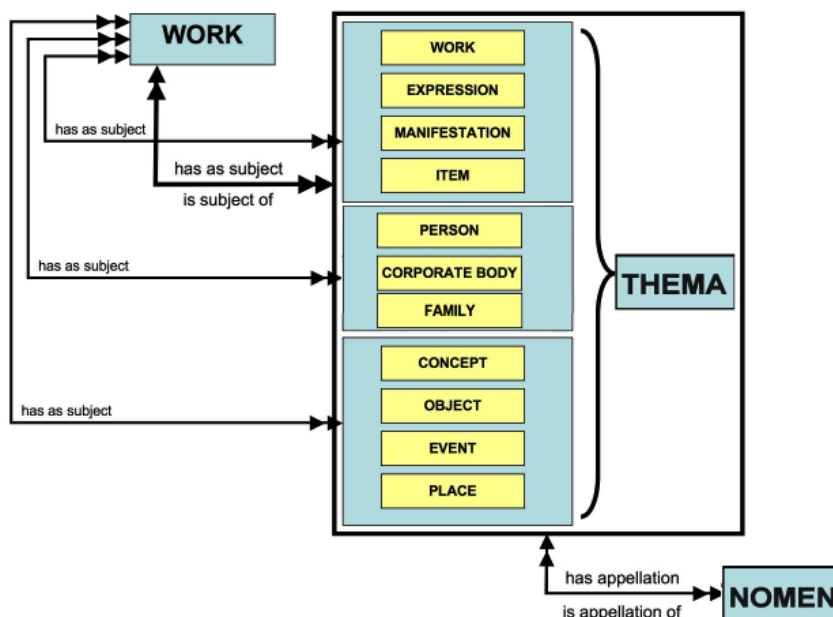 WORK
has as subject
has as subject
is subject of
has as subject
has as subject
WORK
EXPRESSION
MANIFESTATION
ITEM
PERSON
CORPORATE BODY
FAMILY
CONCEPT
OBJECT
EVENT
PLACE
THEMA
has appellation
is appellation of
NOMEN